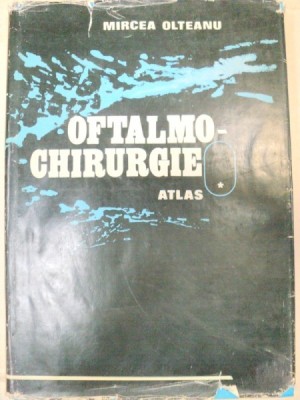 MIRCEA OLTEANU
OFTALMO-
CHIRURGIE
*
ATLAS